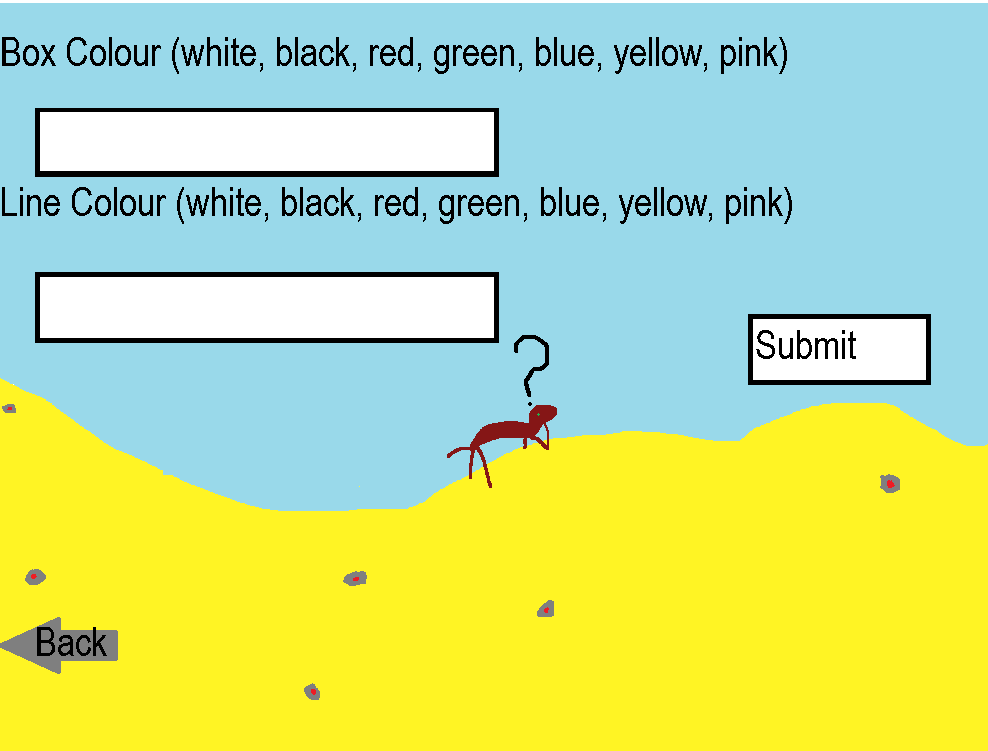 Box Colour (white, black, red, green, blue, yellow, pink)
Line Colour (white, black, red, green, blue, yellow, pink)
?
Submit
Back